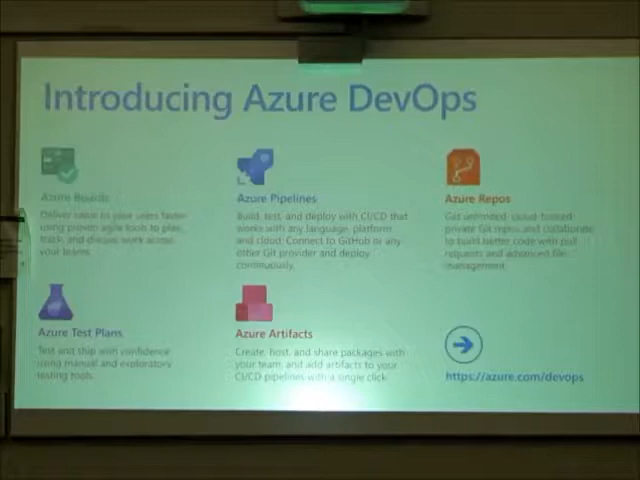 Introducing Azure DevOps
Azure Boards
Deliver value to your users faster
using proven agile tools to plan,
track, and discuss work across
your teams.
Azure Pipelines
Build, test, and deploy with CI/CD that
works with any language, platform
and cloud. Connect to GitHub or any
other Git provider and deploy
continuously.
Azure Repos
Get unlimited, cloud-hosted
private Git repos and collaborate
to build better code with pull
requests and advanced file
management.
Azure Test Plans
Test and ship with confidence
using manual and exploratory
testing tools.
Azure Artifacts
Create, host, and share packages with
your team, and add artifacts to your
CI/CD pipelines with a single click.
https://azure.com/devops